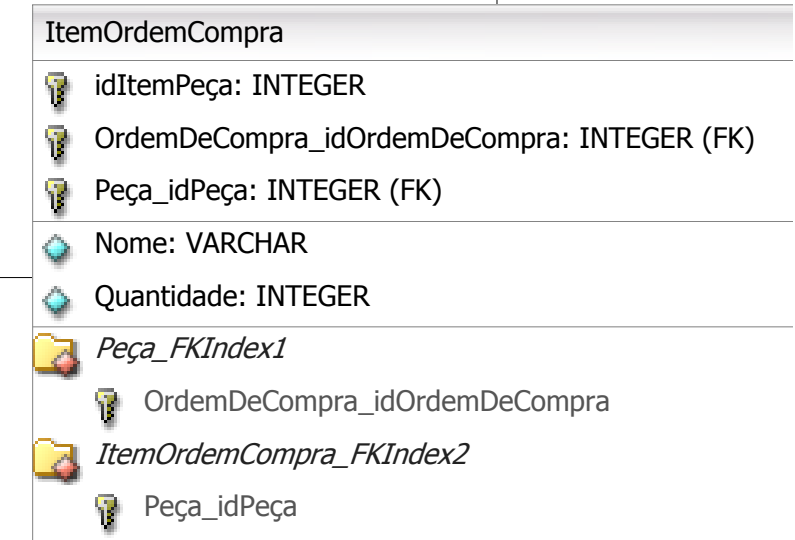 ItemOrdemCompra
idItemPeça: INTEGER
OrdemDeCompra_idOrdemDeCompra: INTEGER (FK)
Peça_idPeça: INTEGER (FK)
Nome: VARCHAR
Quantidade: INTEGER
Peça_FKIndex1
OrdemDeCompra_idOrdemDeCompra
ItemOrdemCompra_FKIndex2
Peça_idPeça